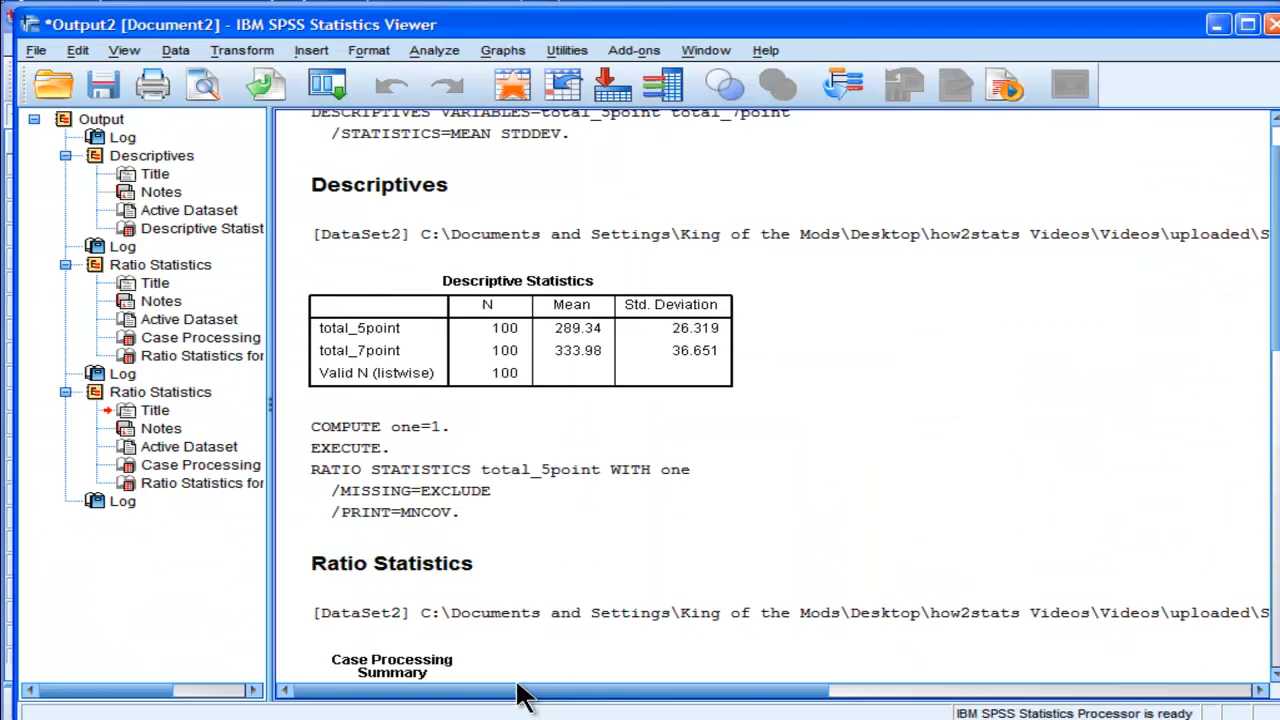 *Output2 [Document2] - IBM SPSS Statistics Viewer
File Edit View Data Transform Insert Format Analyze Graphs Utilities Add-ons Window Help
Output
Log
Descriptives
Title
Notes
Active Dataset
Descriptive Statist
Log
Ratio Statistics
Title
Notes
Active Dataset
Case Processing
Ratio Statistics for
Log
Ratio Statistics
Title
Notes
Active Dataset
Case Processing
Ratio Statistics for
Log
DESCRIPTIVES VARIABLES=total_5point total_7point
/STATISTICS=MEAN STDDEV.
Descriptives
[DataSet2] C:\Documents and Settings\King of the Mods\Desktop\how2stats Videos\Videos\uploaded\S
Descriptive Statistics
N Mean Std. Deviation
total_5point 100 289.34 26.319
total_7point 100 333.98 36.651
Valid N (listwise) 100
COMPUTE one=1.
EXECUTE.
RATIO STATISTICS total_5point WITH one
/MISSING=EXCLUDE
/PRINT=MNCOV.
Ratio Statistics
[DataSet2] C:\Documents and Settings\King of the Mods\Desktop\how2stats Videos\Videos\uploaded\S
Case Processing
Summary
IBM SPSS Statistics Processor is ready